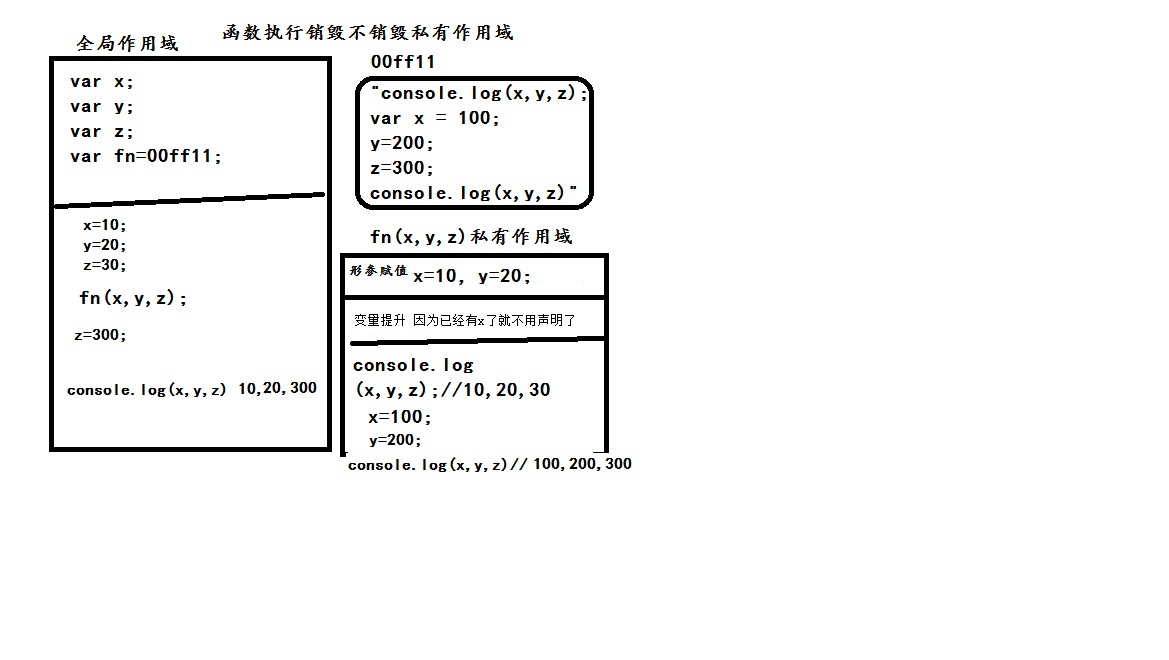 函数执行销毁不销毁私有作用域
全局作用域
var x;
var y;
var z;
var fn=00ff11;
x=10;
y=20;
z=30;
fn(x,y,z);
z=300;
console.log(x,y,z) 10,20,300
00ff11
"console.log(x,y,z);
var x = 100;
y=200;
z=300;
console.log(x,y,z)"
fn(x,y,z)私有作用域
形参赋值 x=10, y=20;
变量提升 因为已经有x了就不用声明了
console.log
(x,y,z);//10,20,30
x=100;
y=200;
console.log(x,y,z)// 100,200,300